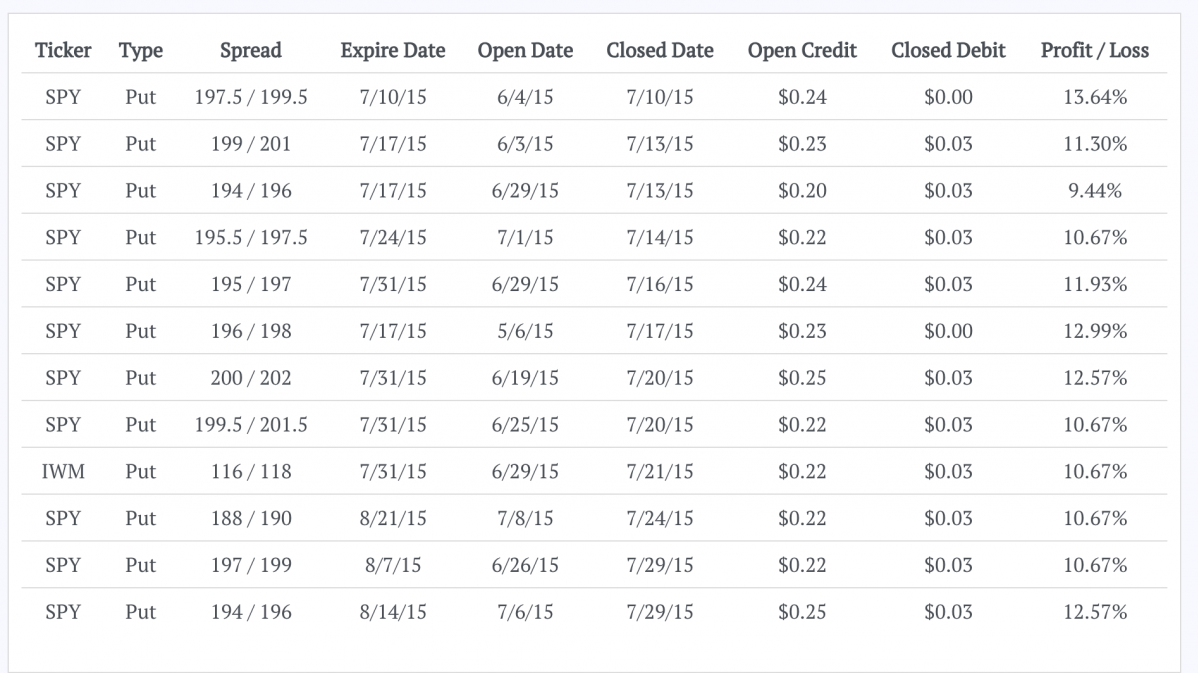 Ticker Type Spread Expire Date Open Date Closed Date Open Credit Closed Debit Profit / Loss
SPY Put 197.5 / 199.5 7/10/15 6/4/15 7/10/15 $0.24 $0.00 13.64%
SPY Put 199 / 201 7/17/15 6/3/15 7/13/15 $0.23 $0.03 11.30%
SPY Put 194 / 196 7/17/15 6/29/15 7/13/15 $0.20 $0.03 9.44%
SPY Put 195.5 / 197.5 7/24/15 7/1/15 7/14/15 $0.22 $0.03 10.67%
SPY Put 195 / 197 7/31/15 6/29/15 7/16/15 $0.24 $0.03 11.93%
SPY Put 196 / 198 7/17/15 5/6/15 7/17/15 $0.23 $0.00 12.99%
SPY Put 200 / 202 7/31/15 6/19/15 7/20/15 $0.25 $0.03 12.57%
SPY Put 199.5 / 201.5 7/31/15 6/25/15 7/20/15 $0.22 $0.03 10.67%
IWM Put 116 / 118 7/31/15 6/29/15 7/21/15 $0.22 $0.03 10.67%
SPY Put 188 / 190 8/21/15 7/8/15 7/24/15 $0.22 $0.03 10.67%
SPY Put 197 / 199 8/7/15 6/26/15 7/29/15 $0.22 $0.03 10.67%
SPY Put 194 / 196 8/14/15 7/6/15 7/29/15 $0.25 $0.03 12.57%